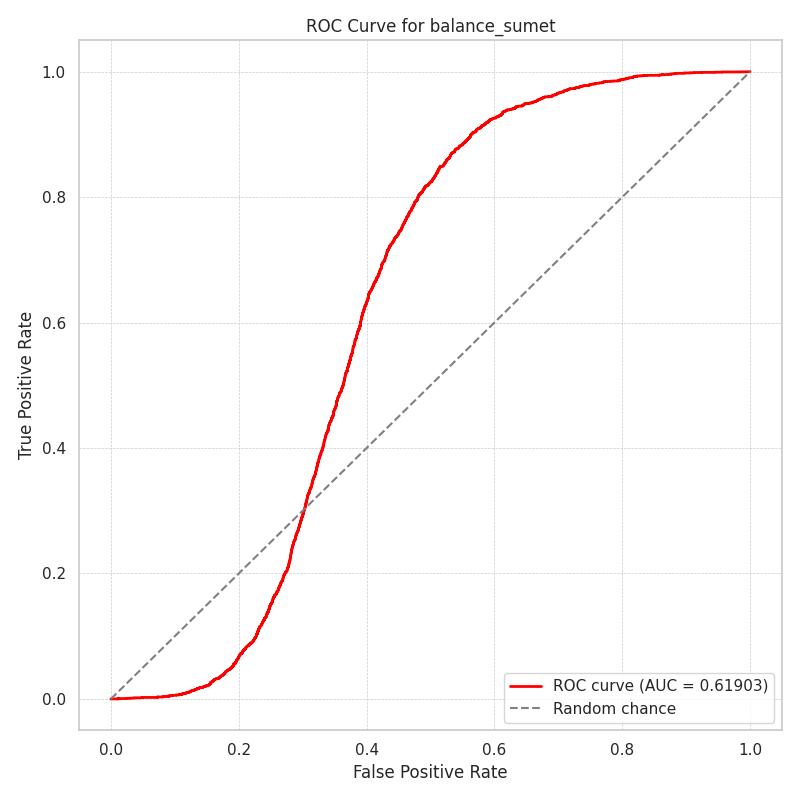 ROC Curve for balance_sumet
True Positive Rate
1.0
0.8
0.6
0.4
0.2
0.0
ROC curve (AUC = 0.61903)
Random chance
0.0 0.2 0.4 0.6 0.8 1.0
False Positive Rate